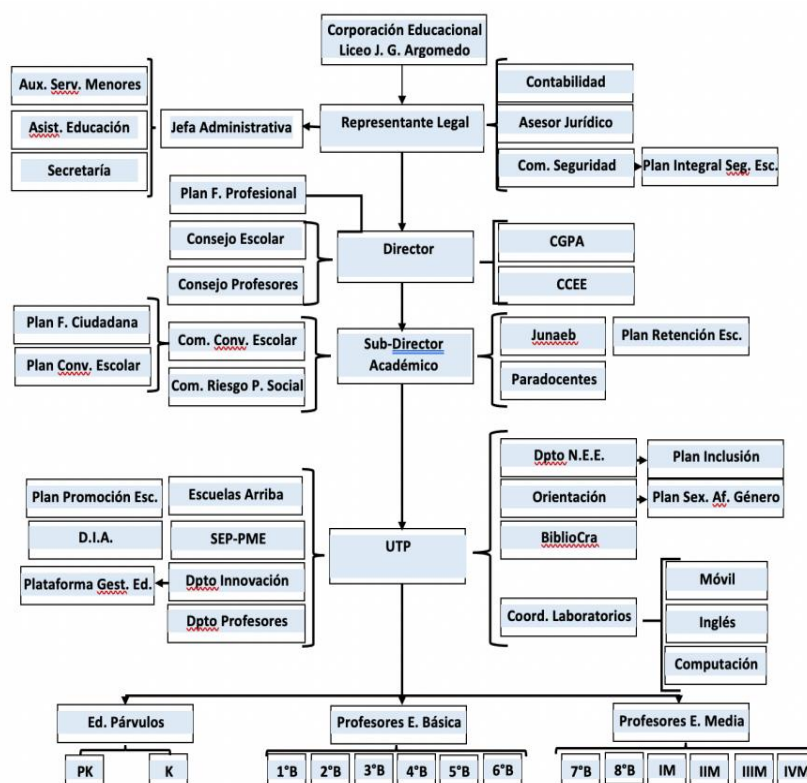 Corporación Educacional
Liceo J. G. Argomedo
Aux. Serv. Menores
Contabilidad
Asist. Educación
Jefa Administrativa
Representante Legal
Asesor Jurídico
Secretaría
Com. Seguridad
Plan Integral Seg. Esc.
Plan F. Profesional
Consejo Escolar
Director
CGPA
Consejo Profesores
CCEE
Plan F. Ciudadana
Com. Conv. Escolar
Sub-Director
Académico
Junaeb
Plan Retención Esc.
Plan Conv. Escolar
Com. Riesgo P. Social
Paradocentes
Dpto N.E.E.
Plan Inclusión
Plan Promoción Esc.
Escuelas Arriba
Orientación
Plan Sex. Af. Género
D.I.A.
SEP-PME
UTP
BiblioCra
Plataforma Gest. Ed.
Dpto Innovación
Móvil
Dpto Profesores
Coord. Laboratorios
Inglés
Computación
Ed. Párvulos
Profesores E. Básica
Profesores E. Media
PK
K
1°B
2°B
3°B
4°B
5°B
6°B
7°B
8°B
IM
IIM
IIIM
IVM